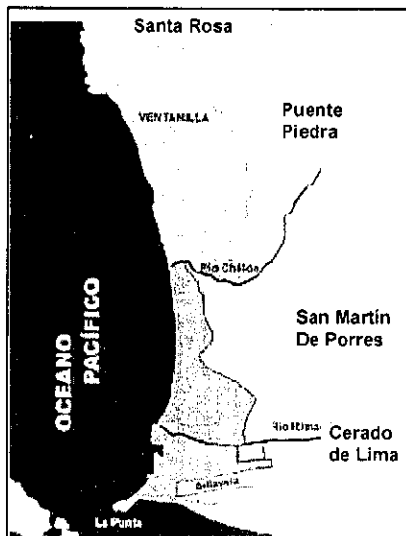 Santa Rosa
VENTANILLA
Puente
Piedra
Río Chillón
OCEANO
PACÍFICO
San Martín
De Porres
Río Rímac
Cerado
de Lima
Bellavista
La Punta